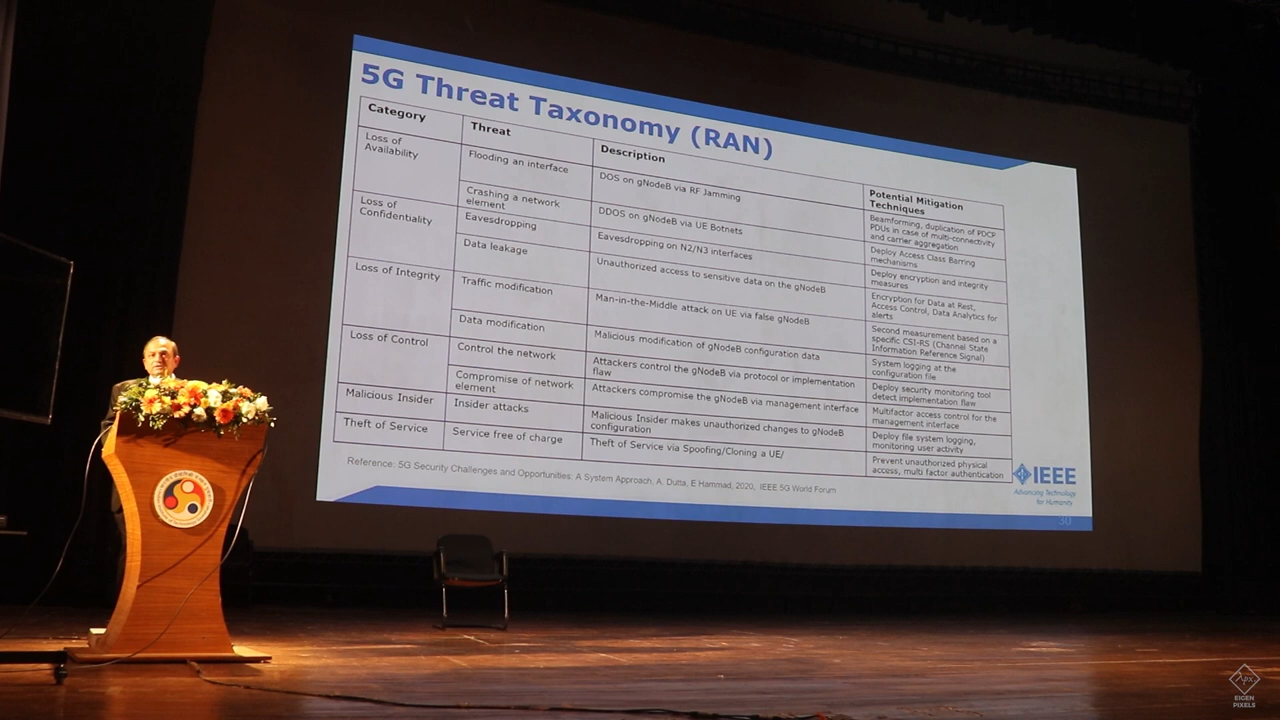 5G Threat Taxonomy (RAN)
Category
Threat
Description
Potential Mitigation
Techniques
Loss of
Availability
Flooding an interface
DOS on gNodeB via RF Jamming
Beamforming, duplication of PDCP
PDUs in case of multi-connectivity
and carrier aggregation
Crashing a network
element
DDOS on gNodeB via UE Botnets
Deploy Access Class Barring
mechanisms
Loss of
Confidentiality
Eavesdropping
Eavesdropping on N2/N3 interfaces
Deploy encryption and integrity
measures
Data leakage
Unauthorized access to sensitive data on the gNodeB
Encryption for Data at Rest,
Access Control, Data Analytics for
alerts
Loss of Integrity
Traffic modification
Man-in-the-Middle attack on UE via false gNodeB
Second measurement based on a
specific CSI-RS (Channel State
Information Reference Signal)
Data modification
Malicious modification of gNodeB configuration data
System logging at the
configuration file
Loss of Control
Control the network
Attackers control the gNodeB via protocol or implementation
flaw
Deploy security monitoring tool
detect implementation flaw
Compromise of network
element
Attackers compromise the gNodeB via management interface
Multifactor access control for the
management interface
Malicious Insider
Insider attacks
Malicious Insider makes unauthorized changes to gNodeB
configuration
Deploy file system logging,
monitoring user activity
Theft of Service
Service free of charge
Theft of Service via Spoofing/Cloning a UE/
Prevent unauthorized physical
access, multi factor authentication
Reference: 5G Security Challenges and Opportunities: A System Approach, A. Dutta, E Hammad, 2020, IEEE 5G World Forum
IEEE
Advancing Technology
for Humanity
30
EIGEN
PIXELS